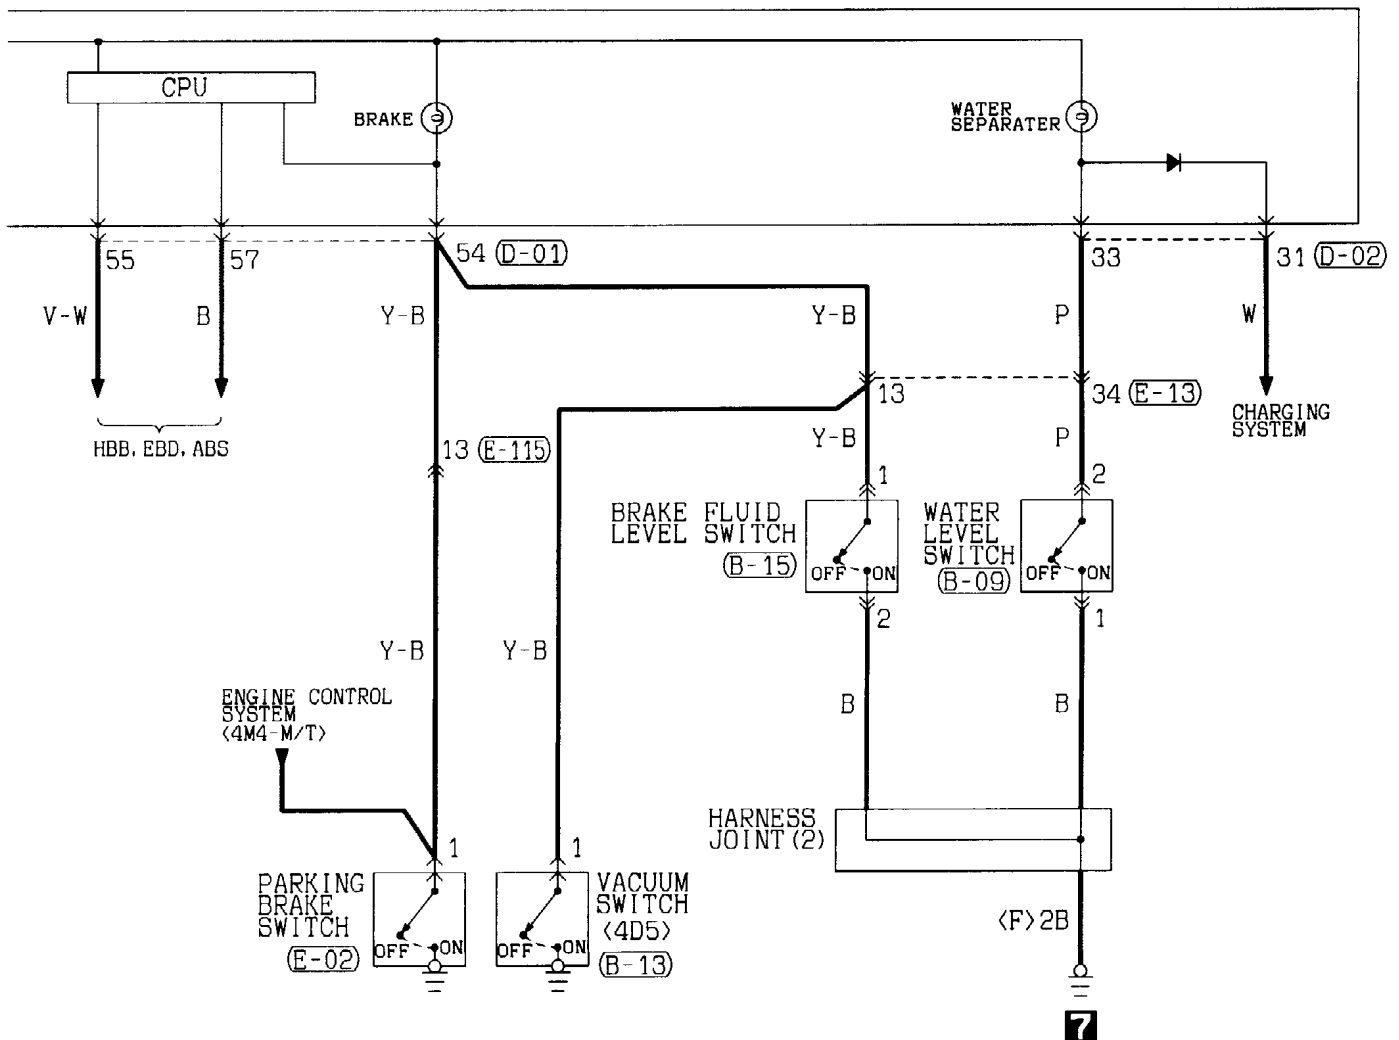 CPU
BRAKE
WATER
SEPARATER
55
57
54 (D-01)
33
31 (D-02)
V-W
B
Y-B
Y-B
P
W
13
34 (E-13)
CHARGING
SYSTEM
HBB, EBD, ABS
13 (E-115)
Y-B
P
1
2
BRAKE FLUID
LEVEL SWITCH
(B-15)
OFF
ON
WATER
LEVEL
SWITCH
(B-09)
OFF
ON
2
1
Y-B
Y-B
ENGINE CONTROL
SYSTEM
<4M4-M/T>
B
B
HARNESS
JOINT(2)
1
1
PARKING
BRAKE
SWITCH
(E-02)
OFF
ON
VACUUM
SWITCH
<4D5>
(B-13)
OFF
ON
<F>2B
7